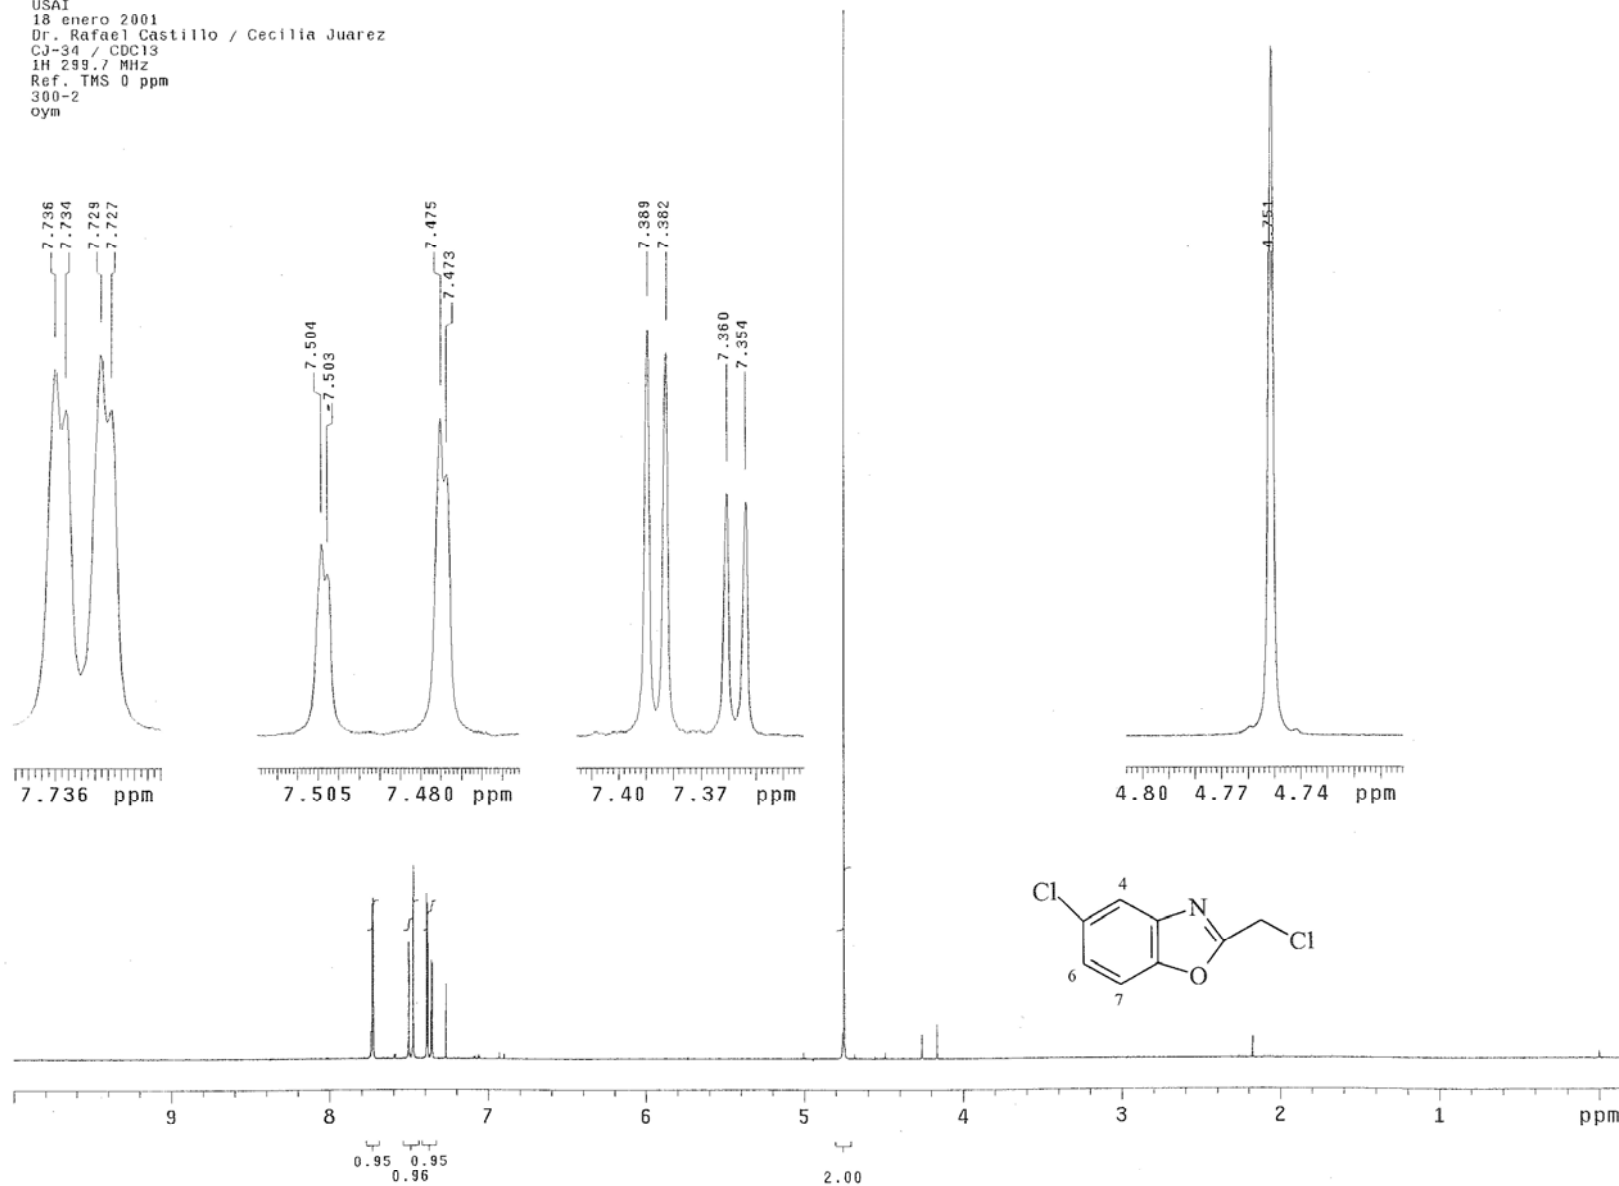 USAI
18 enero 2001
Dr. Rafael Castillo / Cecilia Juarez
CJ-34 / CDCl3
1H 299.7 MHz
Ref. TMS 0 ppm
300-2
oym
7.736
7.734
7.729
7.727
7.504
7.503
7.475
7.473
7.389
7.382
7.360
7.354
4.751
7.736 ppm
7.505 7.480 ppm
7.40 7.37 ppm
4.80 4.77 4.74 ppm
Cl
4
N
Cl
O
6
7
9 8 7 6 5 4 3 2 1 ppm
0.95 0.95
0.96
2.00